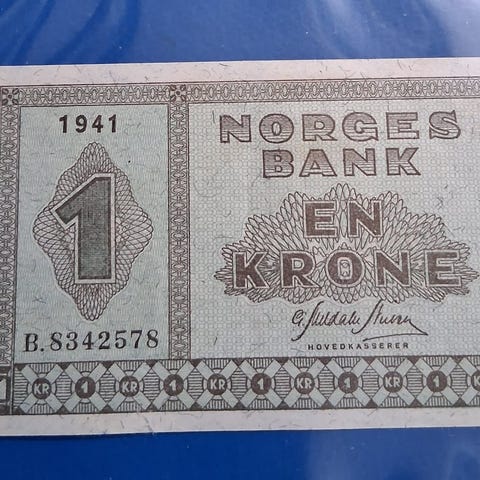 1941
1
B.8342578
NORGES
BANK
EN
KRONE
HOVEDKASSERER
1 KR 1 KR 1 KR 1 KR 1 KR 1